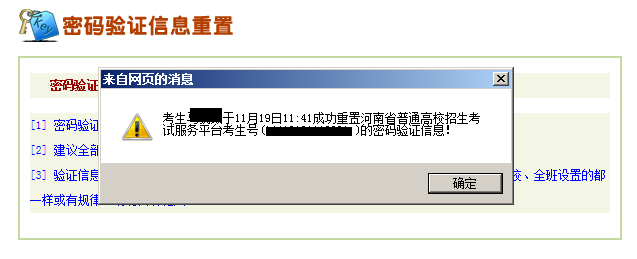 密码验证信息重置
密码验证
来自网页的消息
考生 于11月19日11:41成功重置河南省普通高校招生考
试服务平台考生号( )的密码验证信息!
[1] 密码验证
[2] 建议全部
[3] 验证信息 校、全班设置的都
一样或有规律
确定